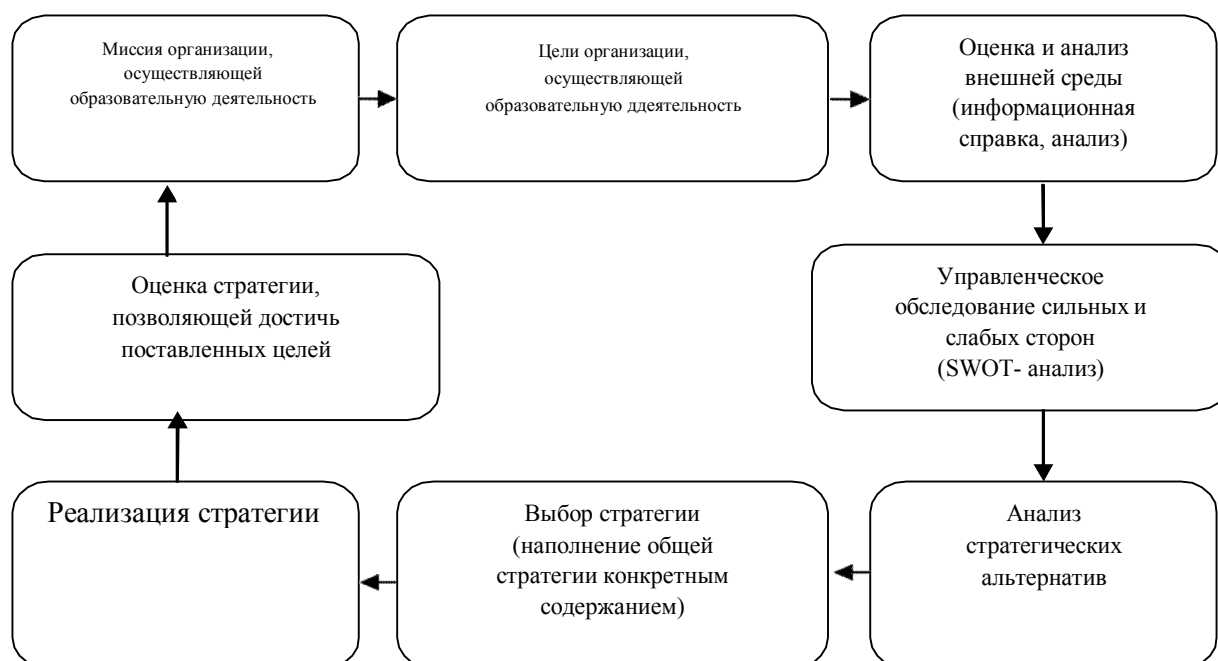 Миссия организации,
осуществляющей
образовательную деятельность
Цели организации,
осуществляющей
образовательную ддеятельность
Оценка и анализ
внешней среды
(информационная
справка, анализ)
Оценка стратегии,
позволяющей достичь
поставленных целей
Управленческое
обследование сильных и
слабых сторон
(SWOT- анализ)
Реализация стратегии
Выбор стратегии
(наполнение общей
стратегии конкретным
содержанием)
Анализ
стратегических
альтернатив